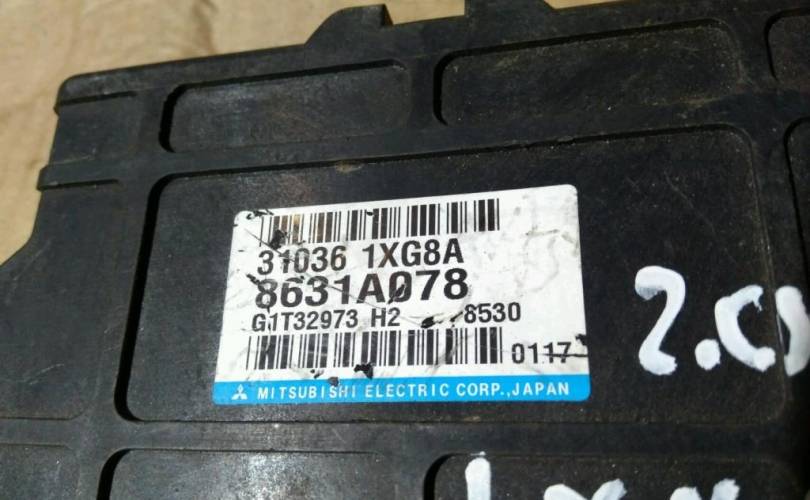 31036 1XG8A
8631A078
G1T32973 H2 8530
0117
MITSUBISHI ELECTRIC CORP.,JAPAN